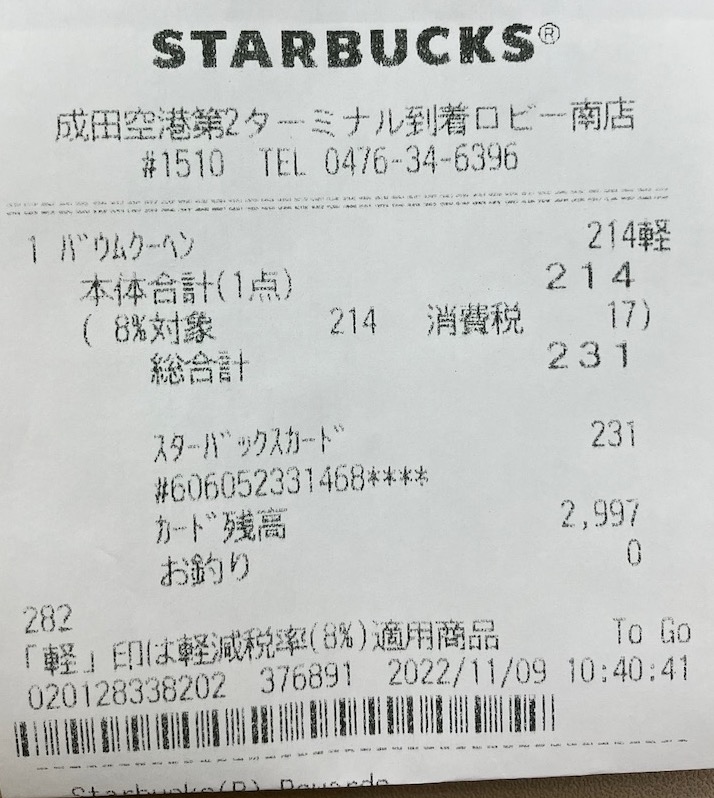 STARBUCKS®
成田空港第2ターミナル到着ロビー南店
#1510 TEL 0476-34-6396
1 バウムクーヘン 214軽
本体合計(1点) 214
( 8%対象 214 消費税 17)
総合計 231
スターバックスカード 231
#606052331468****
カード残高 2,997
お釣り 0
282
「軽」印は軽減税率(8%)適用商品 To Go
020128338202 376891 2022/11/09 10:40:41
Starbucks(R) Rewards